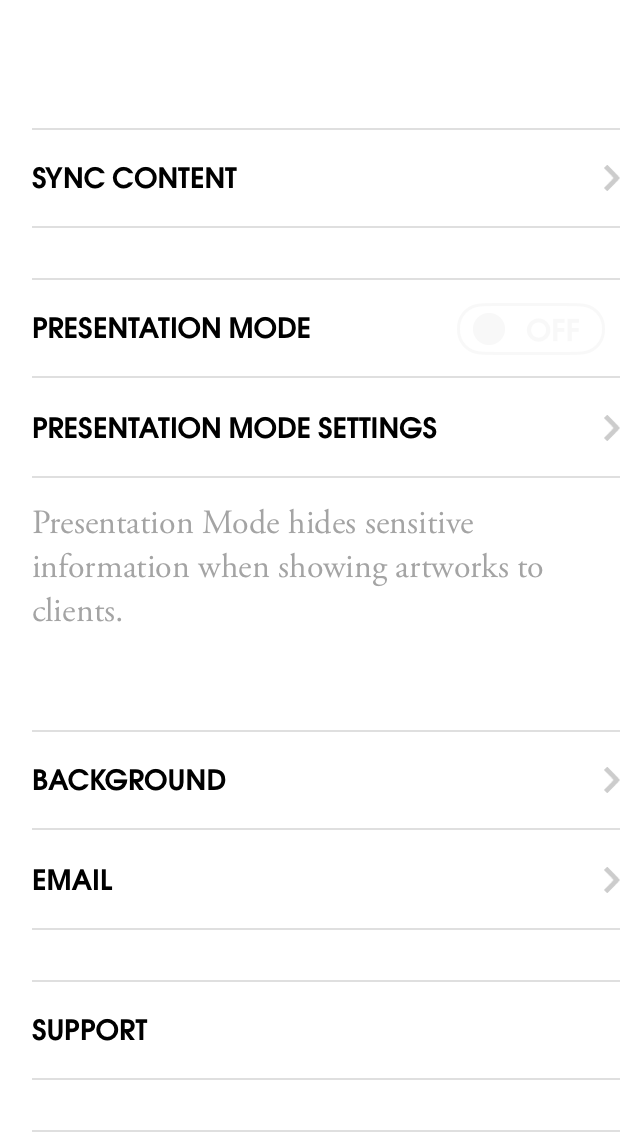 SYNC CONTENT
PRESENTATION MODE
OFF
PRESENTATION MODE SETTINGS
Presentation Mode hides sensitive
information when showing artworks to
clients.
BACKGROUND
EMAIL
SUPPORT